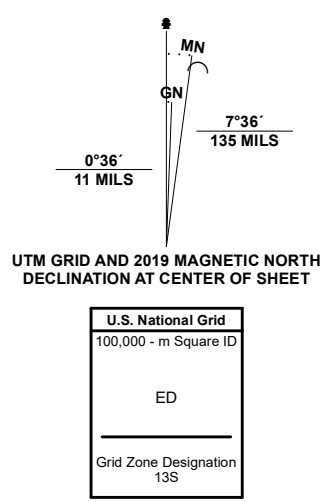 MN
GN
7°36´
135 MILS
0°36´
11 MILS
UTM GRID AND 2019 MAGNETIC NORTH
DECLINATION AT CENTER OF SHEET
U.S. National Grid
100,000 - m Square ID
ED
Grid Zone Designation
13S